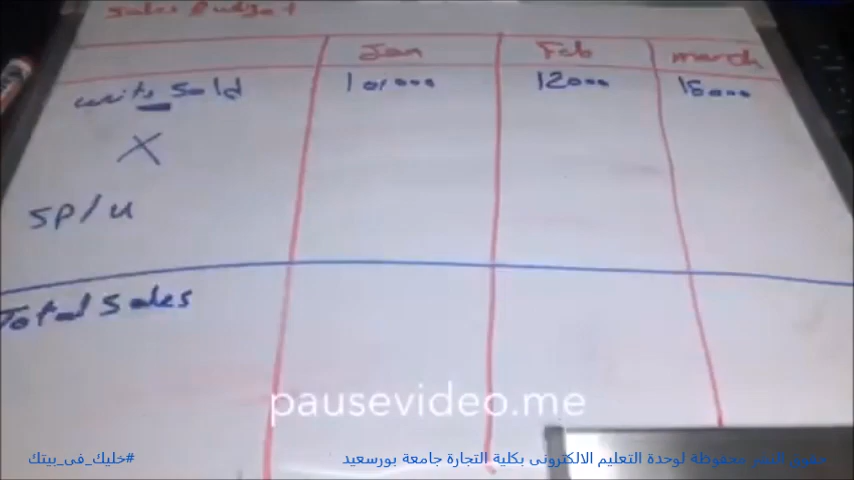 Sales Budget
Jan Feb march
units sold 10,000 12000 15000
X
SP/u
Total Sales
pausevideo.me
#خليك_فى_بيتك
حقوق النشر محفوظة لوحدة التعليم الالكترونى بكلية التجارة جامعة بورسعيد